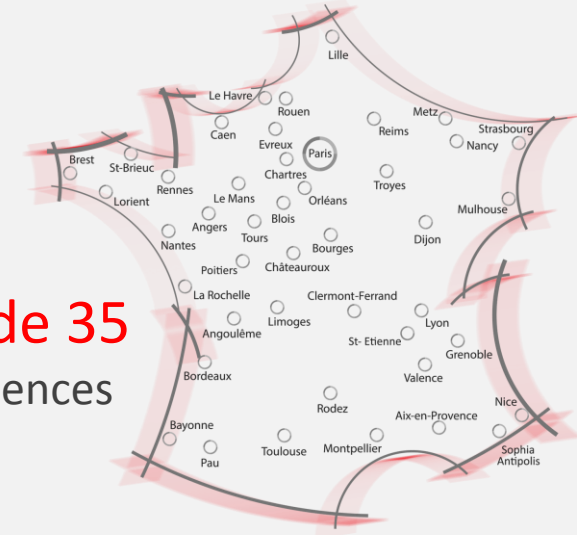 Lille
Le Havre
Rouen
Metz
Caen
Reims
Strasbourg
Evreux
Paris
Nancy
Brest
St-Brieuc
Chartres
Rennes
Troyes
Le Mans
Orléans
Lorient
Mulhouse
Blois
Angers
Tours
Nantes
Bourges
Dijon
Poitiers
Châteauroux
La Rochelle
Clermont-Ferrand
de 35
Limoges
Lyon
Angoulême
St- Etienne
Grenoble
ences
Bordeaux
Valence
Rodez
Nice
Aix-en-Provence
Bayonne
Pau
Toulouse
Montpellier
Sophia
Antipolis